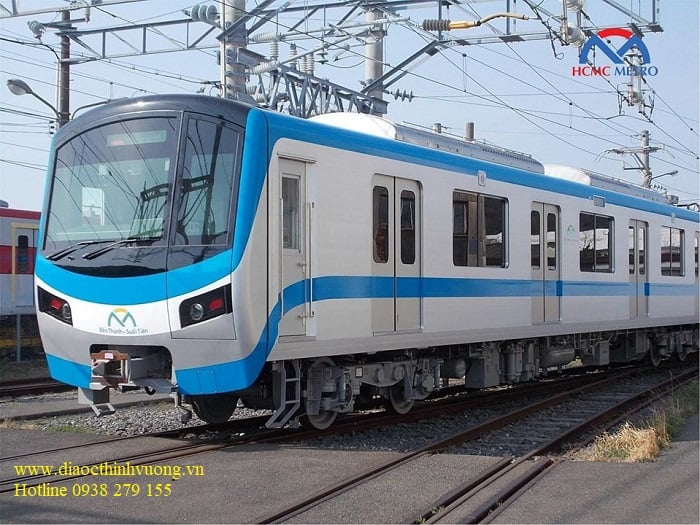 HCMC METRO
Bến Thành - Suối Tiên
www.diaocthinhvuong.vn
Hotline 0938 279 155